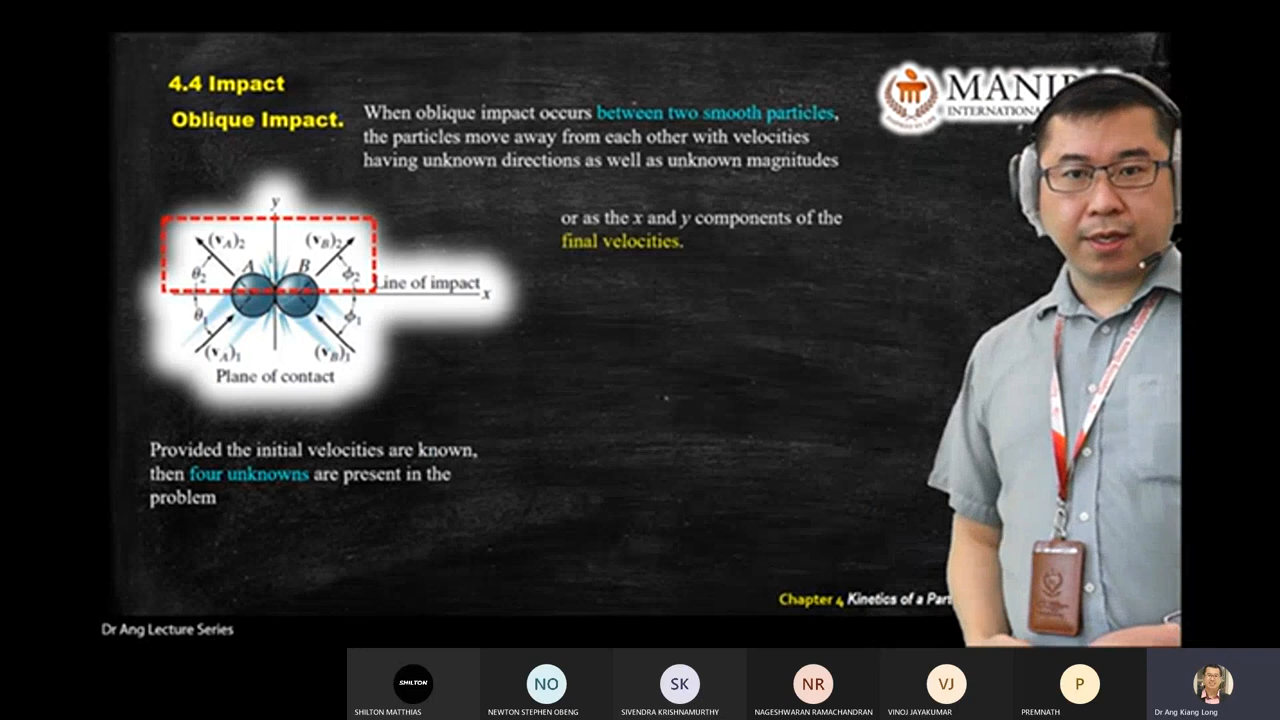 4.4 Impact
Oblique Impact.
When oblique impact occurs between two smooth particles,
the particles move away from each other with velocities
having unknown directions as well as unknown magnitudes
MANIP
INTERNATIONA
or as the x and y components of the
final velocities.
y
(vA)2
(vB)2
θ2
A
B
ϕ2
Line of impact
x
θ1
ϕ1
(vA)1
(vB)1
Plane of contact
Provided the initial velocities are known,
then four unknowns are present in the
problem
Chapter 4 Kinetics of a Part
Dr Ang Lecture Series
SHILTON
NO
SK
NR
VJ
P
SHILTON MATTHIAS
NEWTON STEPHEN OBENG
SIVENDRA KRISHNAMURTHY
NAGESHWARAN RAMACHANDRAN
VINOJ JAYAKUMAR
PREMNATH
Dr Ang Kiang Long